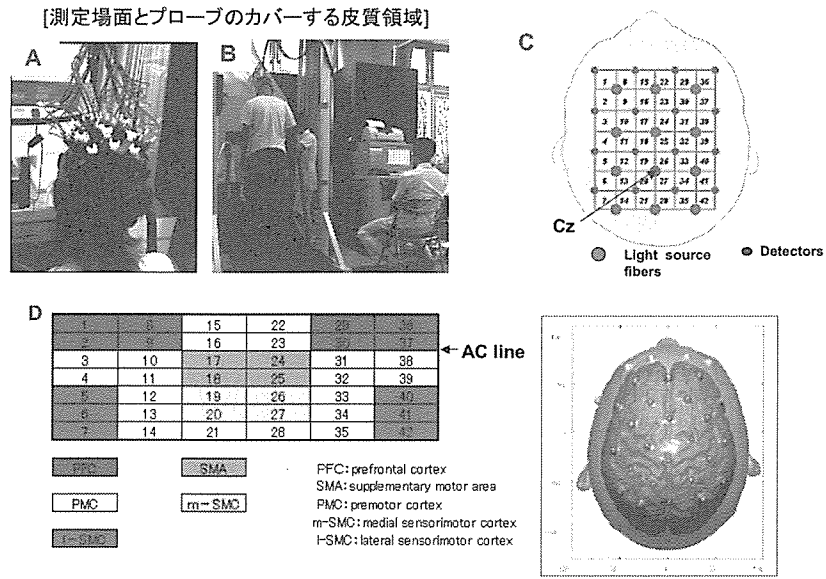 [測定場面とプローブのカバーする皮質領域]
A
B
C
1 8 15 22 29 36
2 9 16 23 30 37
3 10 17 24 31 38
4 11 18 25 32 39
5 12 19 26 33 40
6 13 20 27 34 41
7 14 21 28 35 42
Cz
Light source fibers
Detectors
D
1 8 15 22 29 36
2 9 16 23 30 37
3 10 17 24 31 38
4 11 18 25 32 39
5 12 19 26 33 40
6 13 20 27 34 41
7 14 21 28 35 42
AC line
PFC
SMA
PMC
m-SMC
l-SMC
PFC:prefrontal cortex
SMA:supplementary motor area
PMC:premotor cortex
m-SMC:medial sensorimotor cortex
l-SMC:lateral sensorimotor cortex